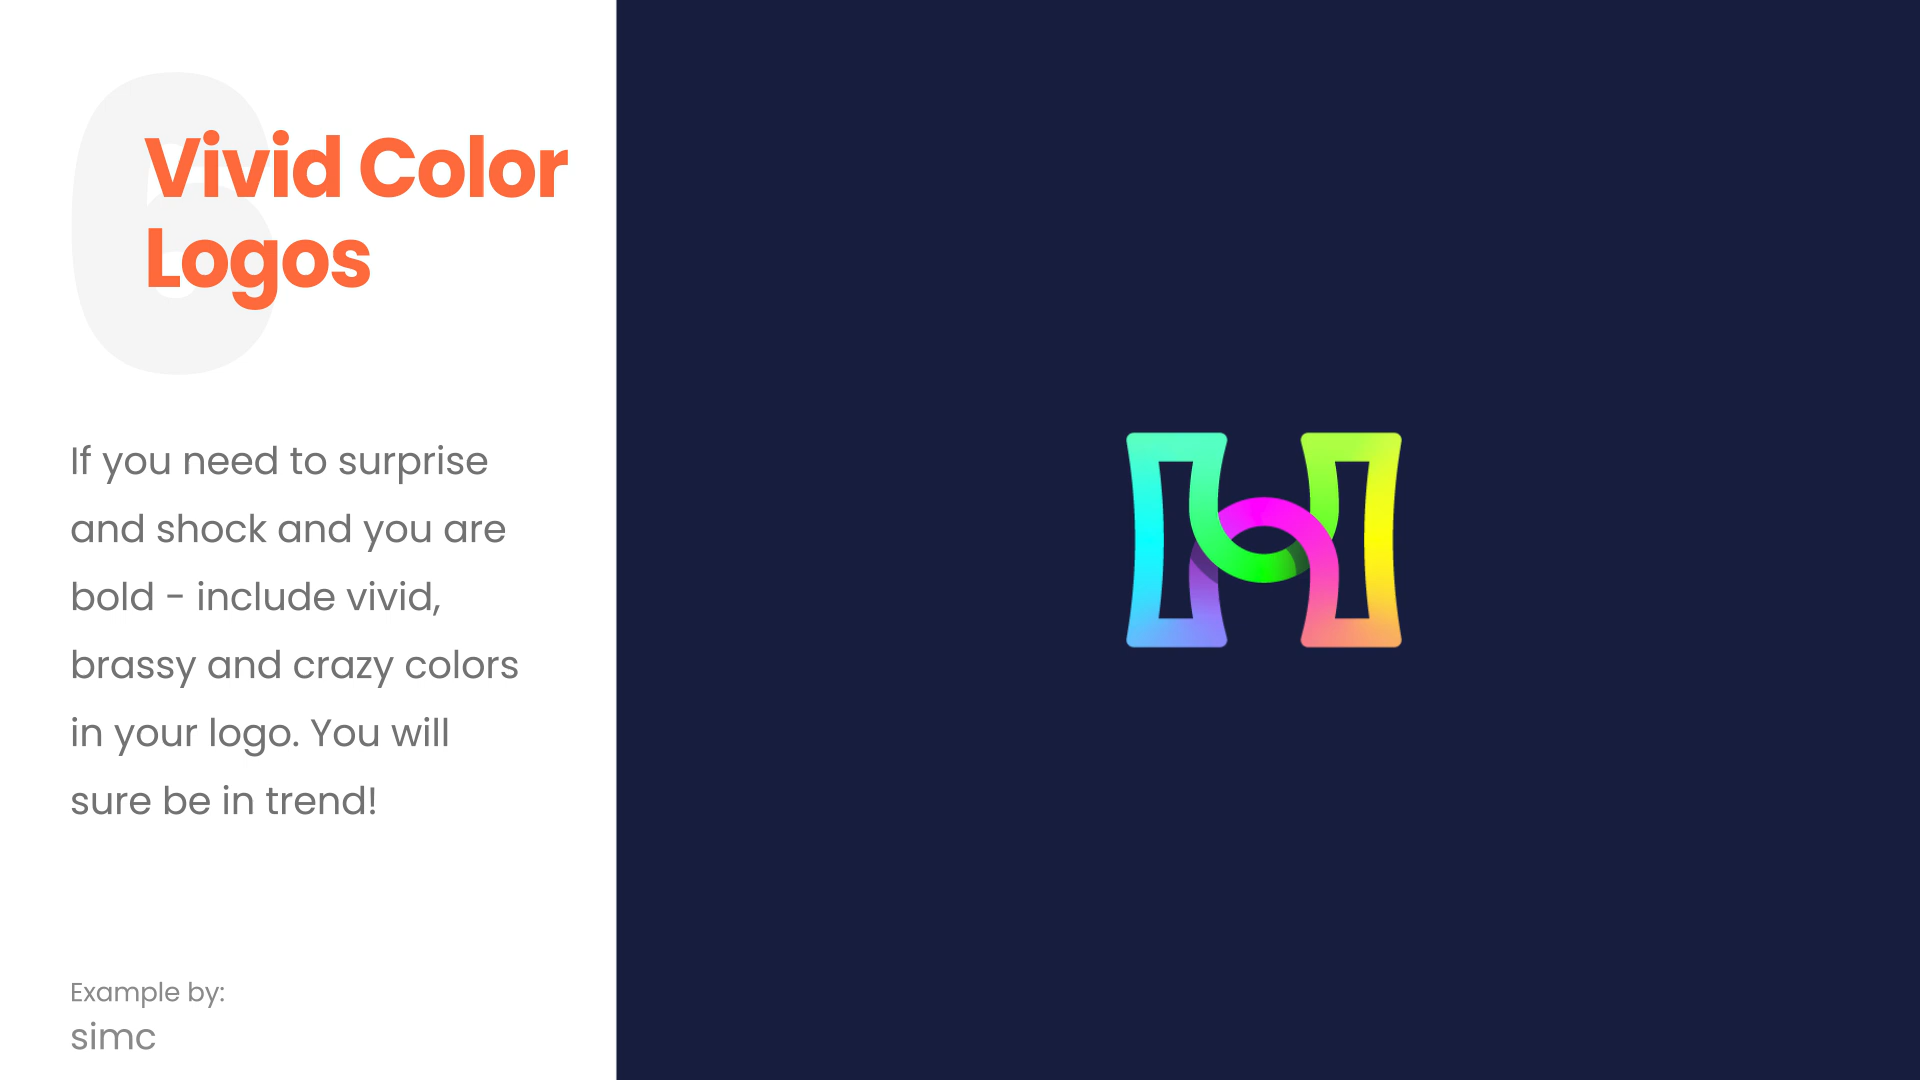 6
Vivid Color
Logos
If you need to surprise
and shock and you are
bold - include vivid,
brassy and crazy colors
in your logo. You will
sure be in trend!
Example by:
simc
H